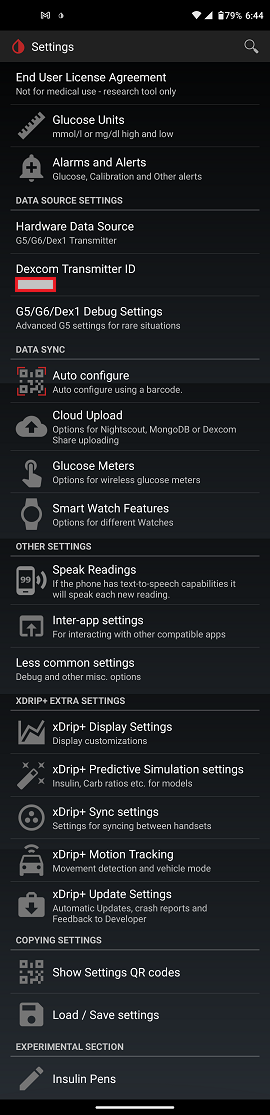 79% 6:44
Settings
End User License Agreement
Not for medical use - research tool only
Glucose Units
mmol/l or mg/dl high and low
Alarms and Alerts
Glucose, Calibration and Other alerts
DATA SOURCE SETTINGS
Hardware Data Source
G5/G6/Dex1 Transmitter
Dexcom Transmitter ID
G5/G6/Dex1 Debug Settings
Advanced G5 settings for rare situations
DATA SYNC
Auto configure
Auto configure using a barcode.
Cloud Upload
Options for Nightscout, MongoDB or Dexcom
Share uploading
Glucose Meters
Options for wireless glucose meters
Smart Watch Features
Options for different Watches
OTHER SETTINGS
99
Speak Readings
If the phone has text-to-speech capabilities it
will speak each new reading.
Inter-app settings
For interacting with other compatible apps
Less common settings
Debug and other misc. options
XDRIP+ EXTRA SETTINGS
xDrip+ Display Settings
Display customizations
xDrip+ Predictive Simulation settings
Insulin, Carb ratios etc. for models
xDrip+ Sync settings
Settings for syncing between handsets
xDrip+ Motion Tracking
Movement detection and vehicle mode
xDrip+ Update Settings
Automatic Updates, crash reports and
Feedback to Developer
COPYING SETTINGS
Show Settings QR codes
Load / Save settings
EXPERIMENTAL SECTION
Insulin Pens